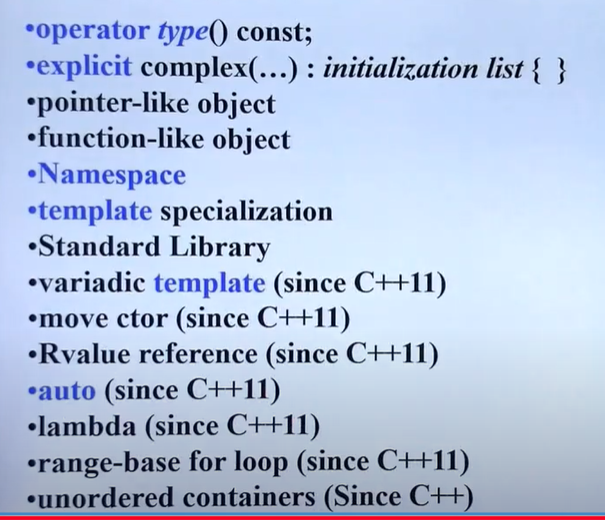 •operator type() const;
•explicit complex(…) : initialization list { }
•pointer-like object
•function-like object
•Namespace
•template specialization
•Standard Library
•variadic template (since C++11)
•move ctor (since C++11)
•Rvalue reference (since C++11)
•auto (since C++11)
•lambda (since C++11)
•range-base for loop (since C++11)
•unordered containers (Since C++)